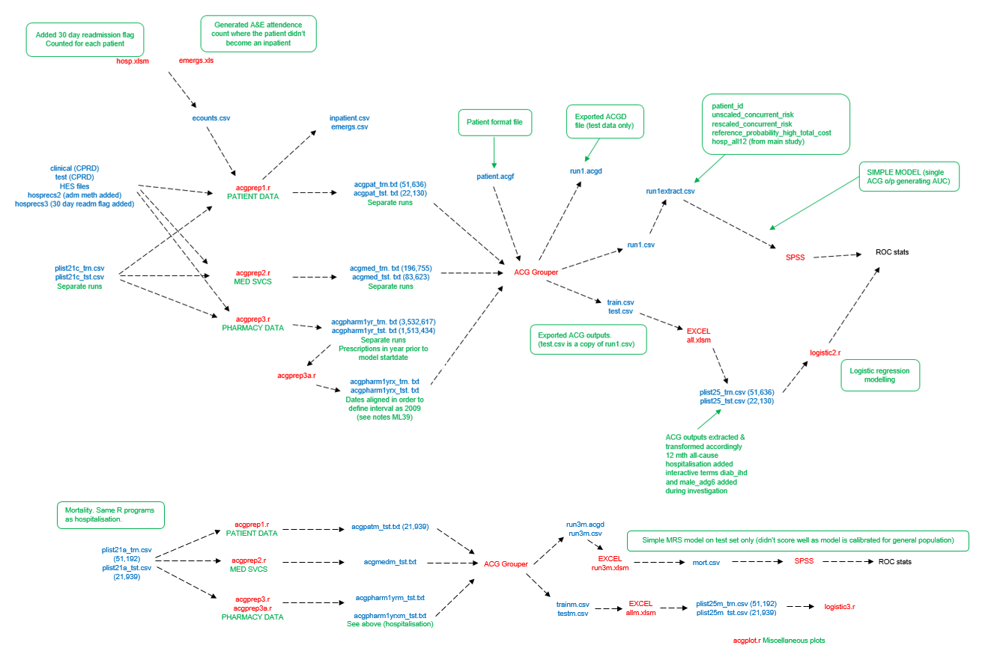 Added 30 day readmission flag
Counted for each patient
Generated A&E attendence
count where the patient didn't
become an inpatient
hosp.xlsm
emergs.xls
ecounts.csv
inpatient.csv
emergs.csv
Patient format file
Exported ACGD
file (test data only)
patient_id
unscaled_concurrent_risk
rescaled_concurrent_risk
reference_probability_high_total_cost
hosp_all12 (from main study)
clinical (CPRD)
test (CPRD)
HES files
hosprecs2 (adm meth added)
hosprecs3 (30 day readm flag added)
acgprep1.r
PATIENT DATA
acgpat_trn. txt (51,636)
acgpat_tst. txt (22,130)
Separate runs
patient.acgf
run1.acgd
run1extract.csv
SIMPLE MODEL (single
ACG o/p generating AUC)
run1.csv
SPSS
ROC stats
plist21c_trn.csv
plist21c_tst.csv
Separate runs
acgprep2.r
MED SVCS
acgmed_trn. txt (196,755)
acgmed_tst. txt (83,623)
Separate runs
ACG Grouper
train.csv
test.csv
acgprep3.r
PHARMACY DATA
acgpharm1yr_trn. txt (3,532,617)
acgpharm1yr_tst. txt (1,513,434)
Separate runs
Prescriptions in year prior to
model startdate
Exported ACG outputs.
(test.csv is a copy of run1.csv)
EXCEL
all.xlsm
logistic2.r
Logistic regression
modelling
acgprep3a.r
acgpharm1yrx_trn. txt
acgpharm1yrx_tst. txt
Dates aligned in order to
define interval as 2009
(see notes ML39)
plist25_trn.csv (51,636)
plist25_tst.csv (22,130)
ACG outputs extracted &
transformed accordingly
12 mth all-cause
hospitalisation added
interactive terms diab_ihd
and male_adg6 added
during investigation
Mortality. Same R programs
as hospitalisation.
plist21a_trn.csv
(51,192)
plist21a_tst.csv
(21,939)
acgprep1.r
PATIENT DATA
acgpatm_tst.txt (21,939)
acgprep2.r
MED SVCS
acgmedm_tst.txt
acgprep3.r
acgprep3a.r
PHARMACY DATA
acgpharm1yrm_tst.txt
acgpharm1yrxm_tst.txt
See above (hospitalisation)
ACG Grouper
run3m.acgd
run3m.csv
Simple MRS model on test set only (didn't score well as model is calibrated for general population)
EXCEL
run3m.xlsm
mort.csv
SPSS
ROC stats
trainm.csv
testm.csv
EXCEL
allm.xlsm
plist25m_trn.csv (51,192)
plist25m_tst.csv (21,939)
logistic3.r
acgplot.r Miscellaneous plots